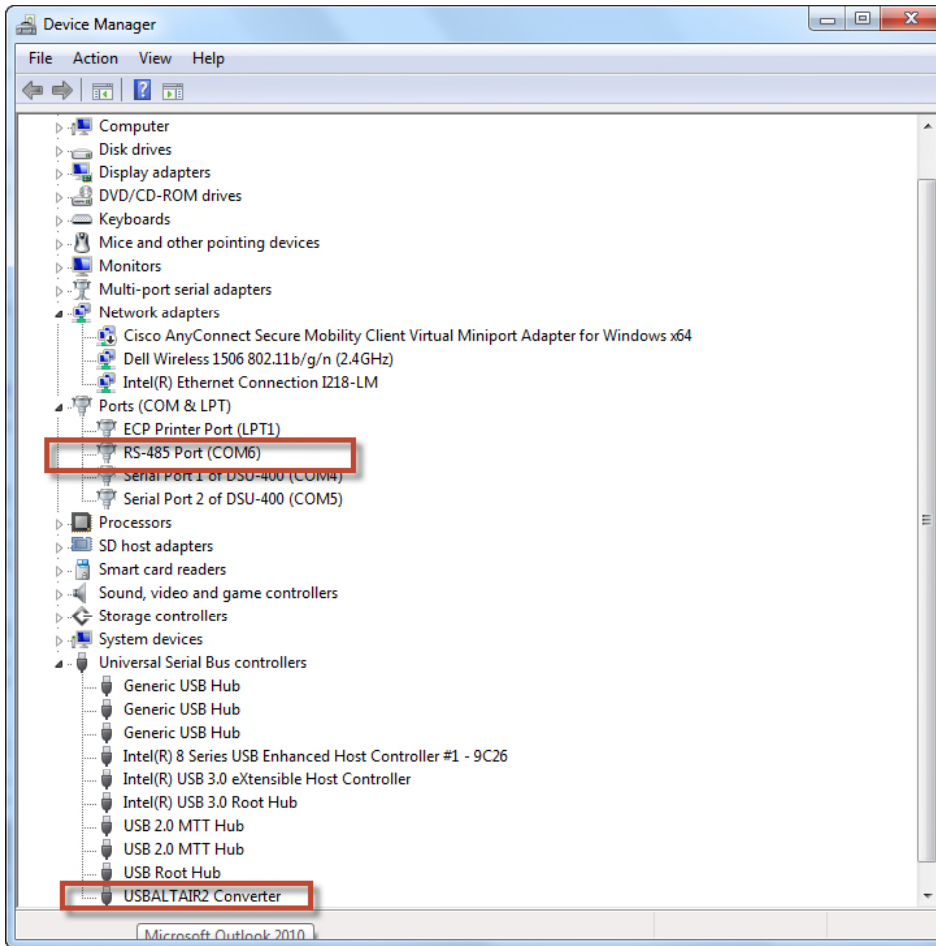 Device Manager
File Action View Help
Computer
Disk drives
Display adapters
DVD/CD-ROM drives
Keyboards
Mice and other pointing devices
Monitors
Multi-port serial adapters
Network adapters
Cisco AnyConnect Secure Mobility Client Virtual Miniport Adapter for Windows x64
Dell Wireless 1506 802.11b/g/n (2.4GHz)
Intel(R) Ethernet Connection I218-LM
Ports (COM & LPT)
ECP Printer Port (LPT1)
RS-485 Port (COM6)
Serial Port 1 of DSU-400 (COM4)
Serial Port 2 of DSU-400 (COM5)
Processors
SD host adapters
Smart card readers
Sound, video and game controllers
Storage controllers
System devices
Universal Serial Bus controllers
Generic USB Hub
Generic USB Hub
Generic USB Hub
Intel(R) 8 Series USB Enhanced Host Controller #1 - 9C26
Intel(R) USB 3.0 eXtensible Host Controller
Intel(R) USB 3.0 Root Hub
USB 2.0 MTT Hub
USB 2.0 MTT Hub
USB Root Hub
USBALTAIR2 Converter
Microsoft Outlook 2010